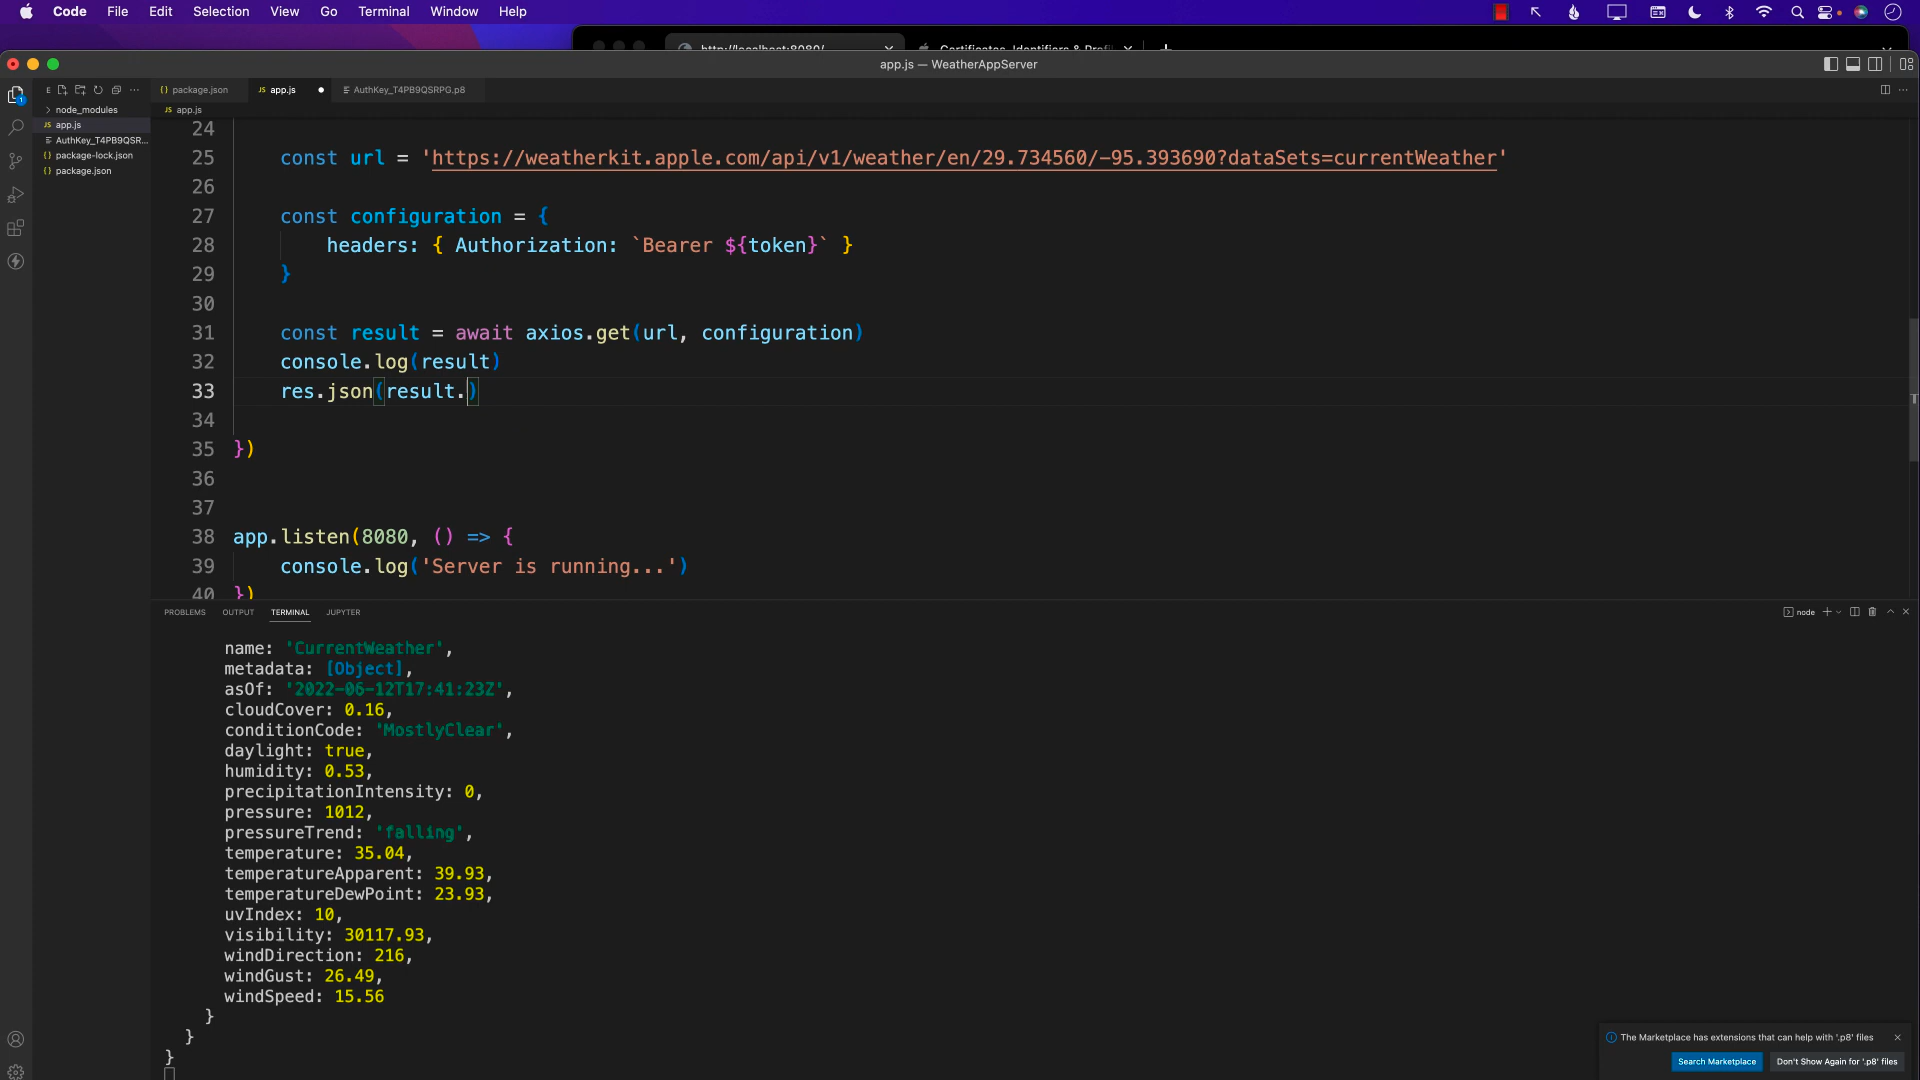 Code File Edit Selection View Go Terminal Window Help
http://localhost:8080/ Certificates, Identifiers & Profil
app.js — WeatherAppServer
E
package.json app.js AuthKey_T4PB9QSRPG.p8
app.js
node_modules
app.js
AuthKey_T4PB9QSR...
package-lock.json
package.json
1
24
25 const url = 'https://weatherkit.apple.com/api/v1/weather/en/29.734560/-95.393690?dataSets=currentWeather'
26
27 const configuration = {
28 headers: { Authorization: `Bearer ${token}` }
29 }
30
31 const result = await axios.get(url, configuration)
32 console.log(result)
33 res.json(result.)
34
35 })
36
37
38 app.listen(8080, () => {
39 console.log('Server is running...')
40 })
PROBLEMS OUTPUT TERMINAL JUPYTER
node
name: 'CurrentWeather',
metadata: [Object],
asOf: '2022-06-12T17:41:23Z',
cloudCover: 0.16,
conditionCode: 'MostlyClear',
daylight: true,
humidity: 0.53,
precipitationIntensity: 0,
pressure: 1012,
pressureTrend: 'falling',
temperature: 35.04,
temperatureApparent: 39.93,
temperatureDewPoint: 23.93,
uvIndex: 10,
visibility: 30117.93,
windDirection: 216,
windGust: 26.49,
windSpeed: 15.56
}
}
}
The Marketplace has extensions that can help with '.p8' files
Search Marketplace Don't Show Again for '.p8' files